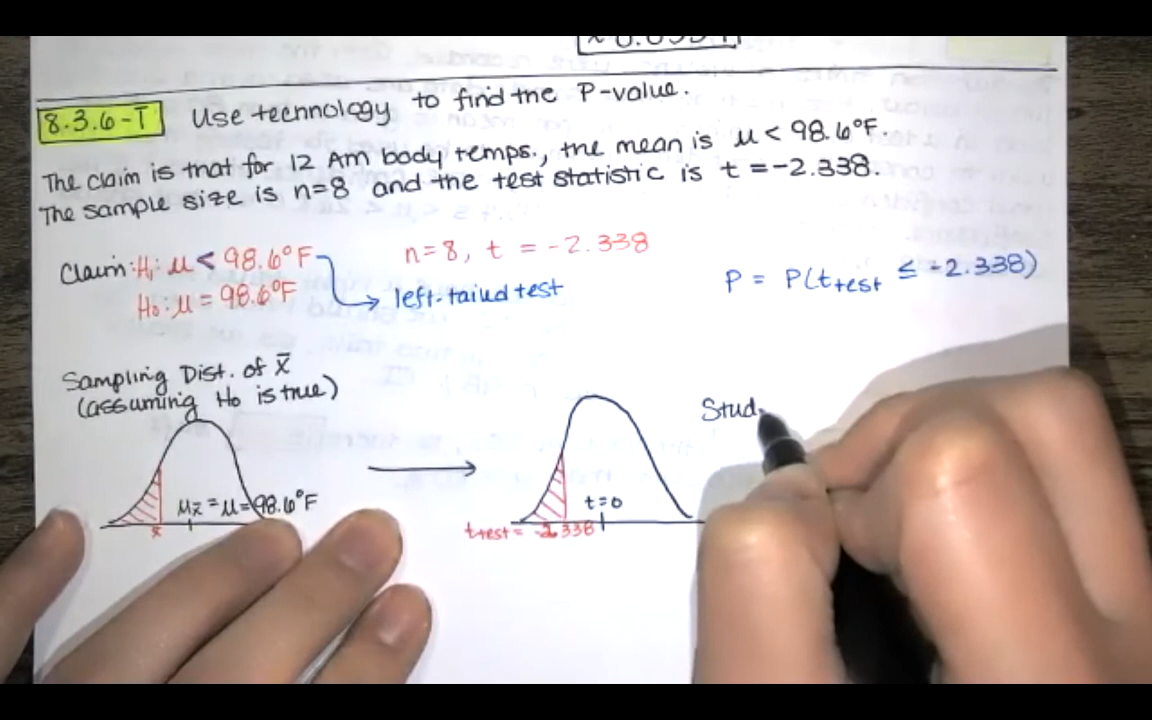 8.3.6-T Use technology to find the P-value.
The claim is that for 12 Am body temps., the mean is μ < 98.6°F.
The sample size is n=8 and the test statistic is t = -2.338.
Claim: H₁: μ < 98.6°F
n=8, t = -2.338
H₀: μ = 98.6°F
left-tailed test
P = P(t_test ≤ -2.338)
Sampling Dist. of x̄
(assuming H₀ is true)
Stud
μx̄ = μ = 98.6°F
x̄
t=0
t_test = -2.338